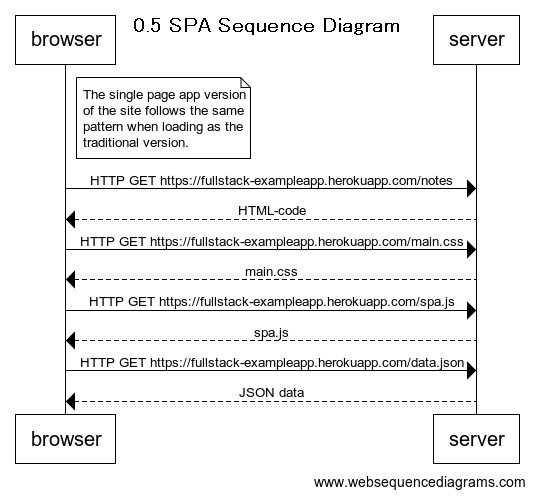 0.5 SPA Sequence Diagram
browser
server
The single page app version
of the site follows the same
pattern when loading as the
traditional version.
HTTP GET https://fullstack-exampleapp.herokuapp.com/notes
HTML-code
HTTP GET https://fullstack-exampleapp.herokuapp.com/main.css
main.css
HTTP GET https://fullstack-exampleapp.herokuapp.com/spa.js
spa.js
HTTP GET https://fullstack-exampleapp.herokuapp.com/data.json
JSON data
browser
server
www.websequencediagrams.com